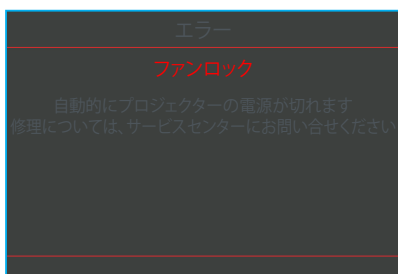 エラー
ファンロック
自動的にプロジェクターの電源が切れます
修理については、サービスセンターにお問い合せください